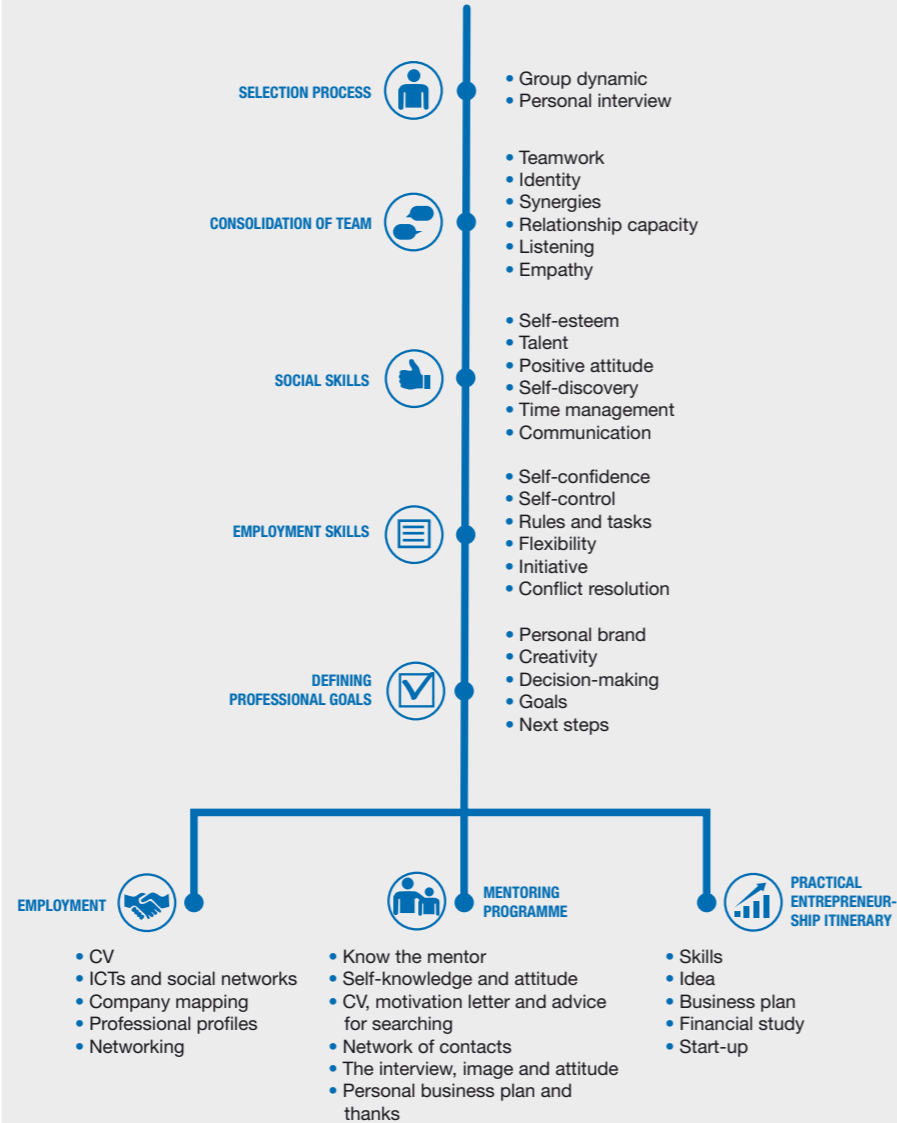 SELECTION PROCESS
• Group dynamic
• Personal interview
CONSOLIDATION OF TEAM
• Teamwork
• Identity
• Synergies
• Relationship capacity
• Listening
• Empathy
SOCIAL SKILLS
• Self-esteem
• Talent
• Positive attitude
• Self-discovery
• Time management
• Communication
EMPLOYMENT SKILLS
• Self-confidence
• Self-control
• Rules and tasks
• Flexibility
• Initiative
• Conflict resolution
DEFINING
PROFESSIONAL GOALS
• Personal brand
• Creativity
• Decision-making
• Goals
• Next steps
EMPLOYMENT
• CV
• ICTs and social networks
• Company mapping
• Professional profiles
• Networking
MENTORING
PROGRAMME
• Know the mentor
• Self-knowledge and attitude
• CV, motivation letter and advice
for searching
• Network of contacts
• The interview, image and attitude
• Personal business plan and
thanks
PRACTICAL
ENTREPRENEUR-
SHIP ITINERARY
• Skills
• Idea
• Business plan
• Financial study
• Start-up